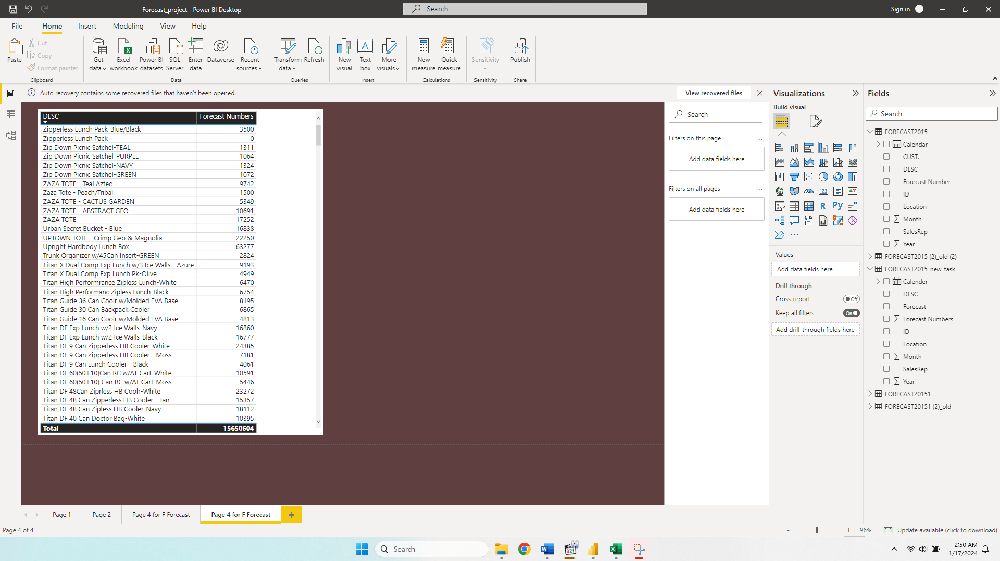 Forecast_project - Power BI Desktop
Search
Sign in
File Home Insert Modeling View Help
Paste
Cut
Copy
Format painter
Clipboard
Get data
Excel workbook
Power BI datasets
SQL Server
Enter data
Dataverse
Recent sources
Data
Transform data
Refresh
Queries
New visual
Text box
More visuals
Insert
New measure
Quick measure
Calculations
Sensitivity
Sensitivity
Publish
Share
Auto recovery contains some recovered files that haven't been opened.
View recovered files
DESC Forecast Numbers
Zipperless Lunch Pack-Blue/Black 3500
Zipperless Lunch Pack 0
Zip Down Picnic Satchel-TEAL 1311
Zip Down Picnic Satchel-PURPLE 1064
Zip Down Picnic Satchel-NAVY 1324
Zip Down Picnic Satchel-GREEN 1072
ZAZA TOTE - Teal Aztec 9742
Zaza Tote - Peach/Tribal 1500
ZAZA TOTE - CACTUS GARDEN 5349
ZAZA TOTE - ABSTRACT GEO 10691
ZAZA TOTE 17252
Urban Secret Bucket - Blue 16838
UPTOWN TOTE - Crimp Geo & Magnolia 22250
Upright Hardbody Lunch Box 63277
Trunk Organizer w/45Can Insert-GREEN 2824
Titan X Dual Comp Exp Lunch w/3 Ice Walls - Azure 9193
Titan X Dual Comp Exp Lunch Pk-Olive 4949
Titan High Performrance Zipless Lunch-White 6470
Titan High Performanc Zipless Lunch-Black 6754
Titan Guide 36 Can Coolr w/Molded EVA Base 8195
Titan Guide 30 Can Backpack Cooler 6865
Titan Guide 16 Can Coolr w/Molded EVA Base 4813
Titan DF Exp Lunch w/2 Ice Walls-Navy 16860
Titan DF Exp Lunch w/2 Ice Walls-Black 16777
Titan DF 9 Can Zipperless HB Cooler-White 24385
Titan DF 9 Can Zipperless HB Cooler - Moss 7181
Titan DF 9 Can Lunch Cooler - Black 4061
Titan DF 60(50+10)Can RC w/AT Cart-White 10591
Titan DF 60(50+10) Can RC w/AT Cart-Moss 5446
Titan DF 48Can Ziprless HB Coolr-White 23272
Titan DF 48 Can Zipperless HB Cooler - Tan 15357
Titan DF 48 Can Zipless HB Cooler-Navy 18112
Titan DF 40 Can Doctor Bag-White 10395
Total 15650604
Search
Filters on this page ...
Add data fields here
Filters on all pages ...
Add data fields here
Visualizations
Build visual
123
R
Py
...
Values
Add data fields here
Drill through
Cross-report Off
Keep all filters On
Add drill-through fields here
Fields
Search
FORECAST2015
Calendar
CUST.
DESC
Forecast Number
ID
Location
Month
SalesRep
Year
FORECAST2015 (2)_old (2)
FORECAST2015_new_task
Calender
DESC
Forecast
Forecast Numbers
ID
Location
Month
SalesRep
Year
FORECAST20151
FORECAST20151 (2)_old
Page 1 Page 2 Page 4 for F Forecast Page 4 for F Forecast +
Page 4 of 4
- + 96% Update available (click to download)
Search
321
2:50 AM
1/17/2024